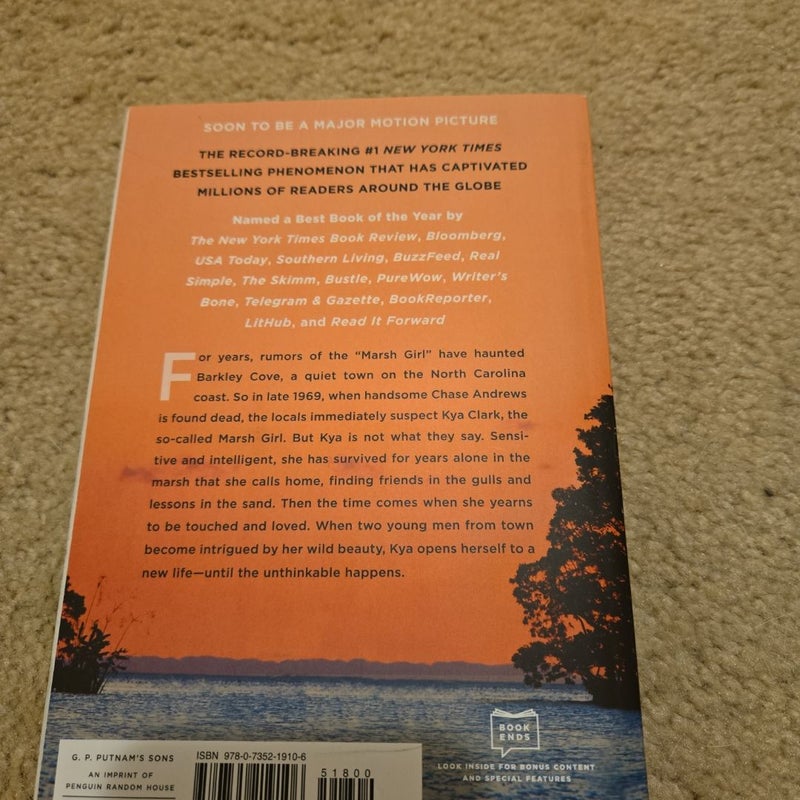 SOON TO BE A MAJOR MOTION PICTURE
THE RECORD-BREAKING #1 NEW YORK TIMES
BESTSELLING PHENOMENON THAT HAS CAPTIVATED
MILLIONS OF READERS AROUND THE GLOBE
Named a Best Book of the Year by
The New York Times Book Review, Bloomberg,
USA Today, Southern Living, BuzzFeed, Real
Simple, The Skimm, Bustle, PureWow, Writer's
Bone, Telegram & Gazette, BookReporter,
LitHub, and Read It Forward
For years, rumors of the “Marsh Girl” have haunted
Barkley Cove, a quiet town on the North Carolina
coast. So in late 1969, when handsome Chase Andrews
is found dead, the locals immediately suspect Kya Clark, the
so-called Marsh Girl. But Kya is not what they say. Sensi-
tive and intelligent, she has survived for years alone in the
marsh that she calls home, finding friends in the gulls and
lessons in the sand. Then the time comes when she yearns
to be touched and loved. When two young men from town
become intrigued by her wild beauty, Kya opens herself to a
new life—until the unthinkable happens.
BOOK
ENDS
LOOK INSIDE FOR BONUS CONTENT
AND SPECIAL FEATURES
G. P. PUTNAM'S SONS
AN IMPRINT OF
PENGUIN RANDOM HOUSE
ISBN 978-0-7352-1910-6
51800